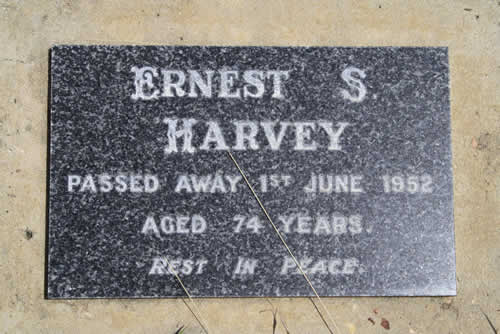 ERNEST S.
HARVEY
PASSED AWAY 1ST JUNE 1952
AGED 74 YEARS.
REST IN PEACE.